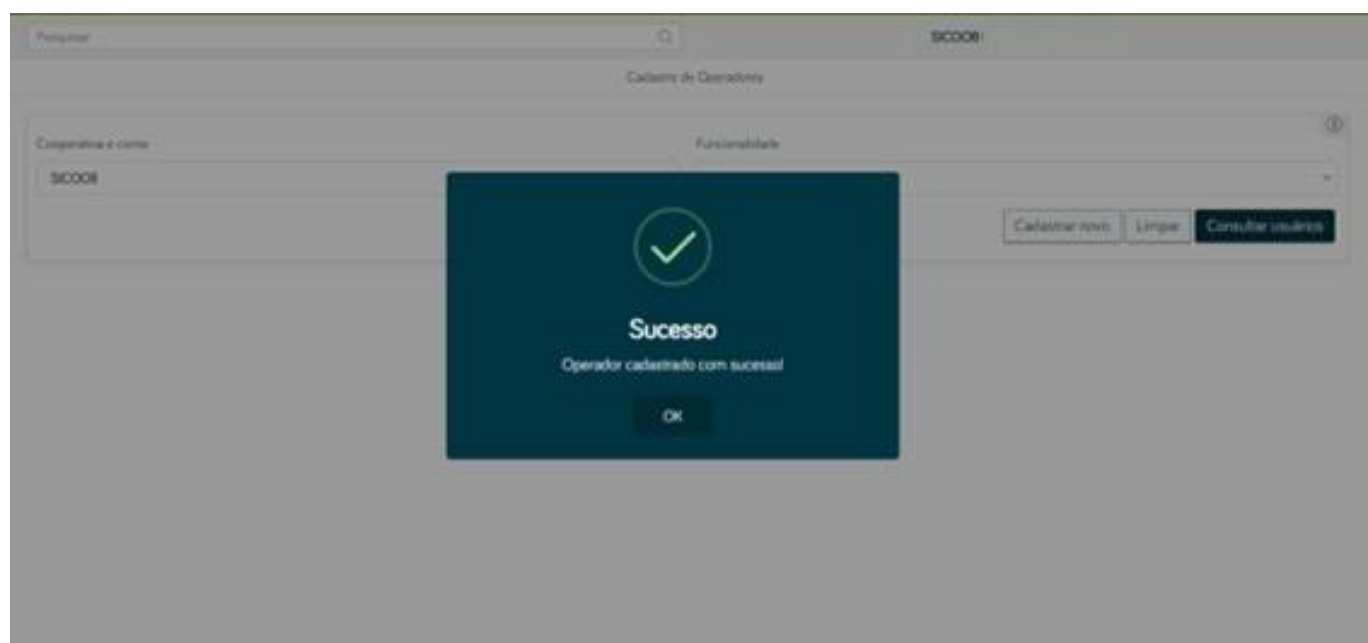 Pesquisar
SICOOB
Cadastro de Operadores
Cooperativa e conta
Funcionalidade
SICOOB
Cadastrar novo
Limpar
Consultar usuários
Sucesso
Operador cadastrado com sucesso!
OK